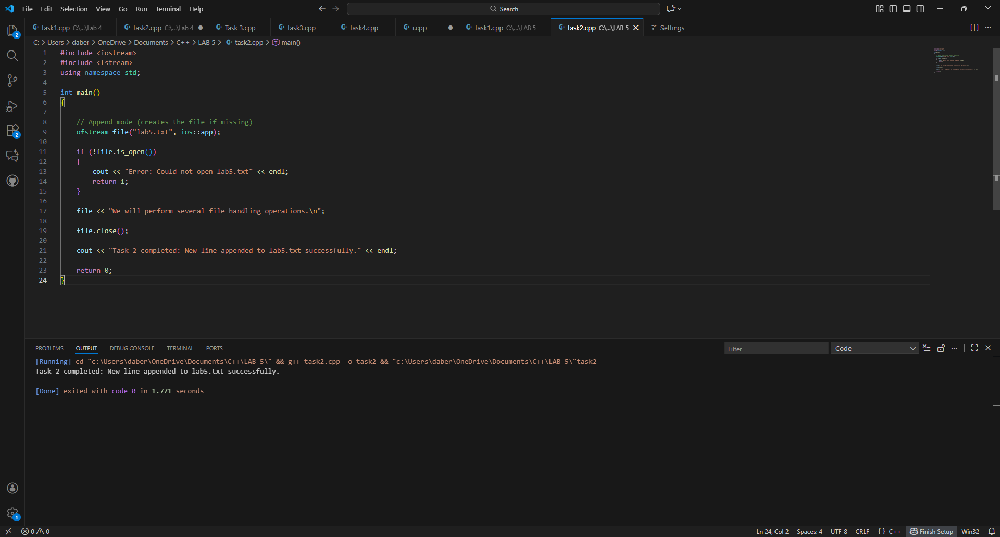 File Edit Selection View Go Run Terminal Help Search
task1.cpp C:\...\Lab 4 task2.cpp C:\...\Lab 4 Task 3.cpp task3.cpp task4.cpp i.cpp task1.cpp C:\...\LAB 5 task2.cpp C:\...\LAB 5 Settings
C: > Users > daber > OneDrive > Documents > C++ > LAB 5 > task2.cpp > main()
1 #include <iostream>
2 #include <fstream>
3 using namespace std;
4
5 int main()
6 {
7
8 // Append mode (creates the file if missing)
9 ofstream file("lab5.txt", ios::app);
10
11 if (!file.is_open())
12 {
13 cout << "Error: Could not open lab5.txt" << endl;
14 return 1;
15 }
16
17 file << "We will perform several file handling operations.\n";
18
19 file.close();
20
21 cout << "Task 2 completed: New line appended to lab5.txt successfully." << endl;
22
23 return 0;
24 }
2
2
1
PROBLEMS OUTPUT DEBUG CONSOLE TERMINAL PORTS Filter Code
[Running] cd "c:\Users\daber\OneDrive\Documents\C++\LAB 5\" && g++ task2.cpp -o task2 && "c:\Users\daber\OneDrive\Documents\C++\LAB 5\"task2
Task 2 completed: New line appended to lab5.txt successfully.
[Done] exited with code=0 in 1.771 seconds
0 0 Ln 24, Col 2 Spaces: 4 UTF-8 CRLF { } C++ Finish Setup Win32